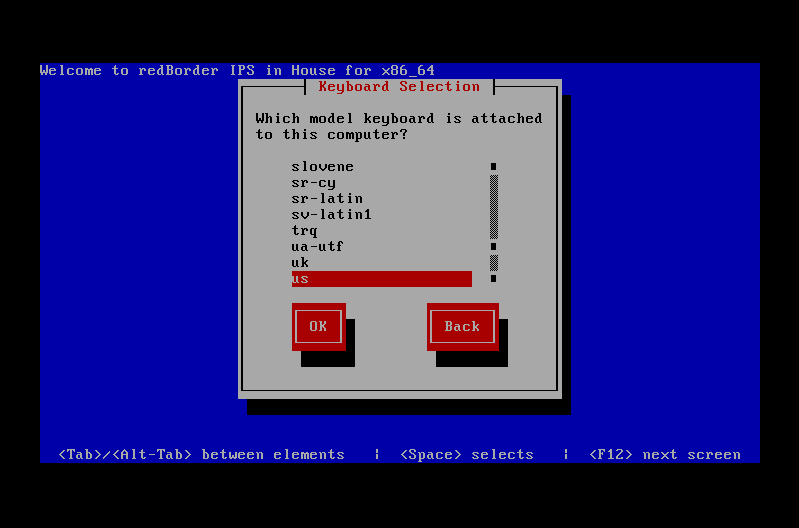 Welcome to redBorder IPS in House for x86_64
Keyboard Selection
Which model keyboard is attached
to this computer?
slovene
sr-cy
sr-latin
sv-latin1
trq
ua-utf
uk
us
OK
Back
<Tab>/<Alt-Tab> between elements | <Space> selects | <F12> next screen